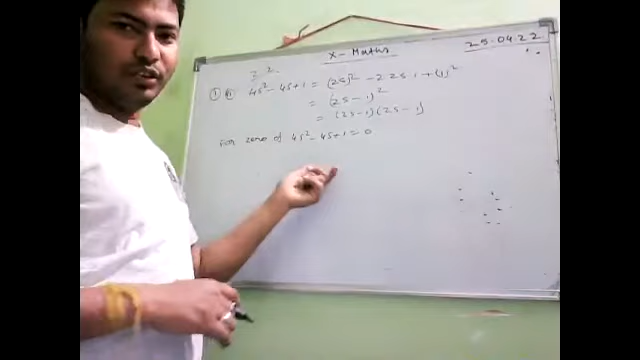 X - Maths
25.04.22
Ex 2.2
① ⓑ 4s² - 4s + 1 = (2s)² - 2 2s.1 + (1)²
= (2s - 1)²
= (2s - 1) (2s - 1)
For zero of 4s² - 4s + 1 = 0